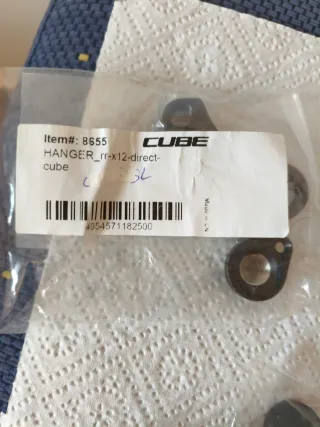 Item#: 8655
CUBE
HANGER_rr-x12-direct-
cube
4054571182500